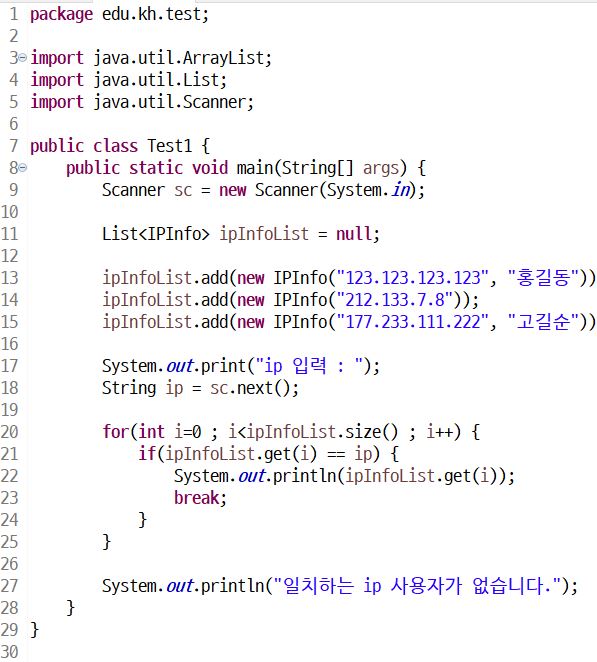 1 package edu.kh.test;
2
3 import java.util.ArrayList;
4 import java.util.List;
5 import java.util.Scanner;
6
7 public class Test1 {
8     public static void main(String[] args) {
9         Scanner sc = new Scanner(System.in);
10
11         List<IPInfo> ipInfoList = null;
12
13         ipInfoList.add(new IPInfo("123.123.123.123", "홍길동"))
14         ipInfoList.add(new IPInfo("212.133.7.8"));
15         ipInfoList.add(new IPInfo("177.233.111.222", "고길순"))
16
17         System.out.print("ip 입력 : ");
18         String ip = sc.next();
19
20         for(int i=0 ; i<ipInfoList.size() ; i++) {
21             if(ipInfoList.get(i) == ip) {
22                 System.out.println(ipInfoList.get(i));
23                 break;
24             }
25         }
26
27         System.out.println("일치하는 ip 사용자가 없습니다.");
28     }
29 }
30